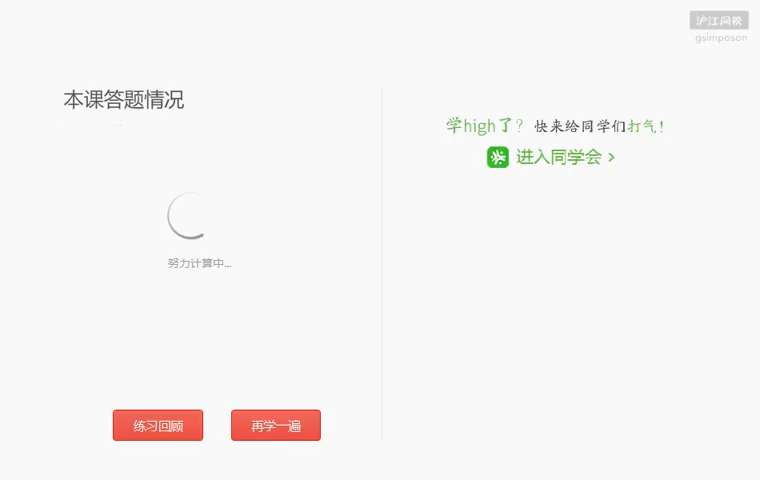 沪江网校
gsimposon
本课答题情况
学high了？快来给同学们打气！
进入同学会 >
努力计算中...
练习回顾
再学一遍